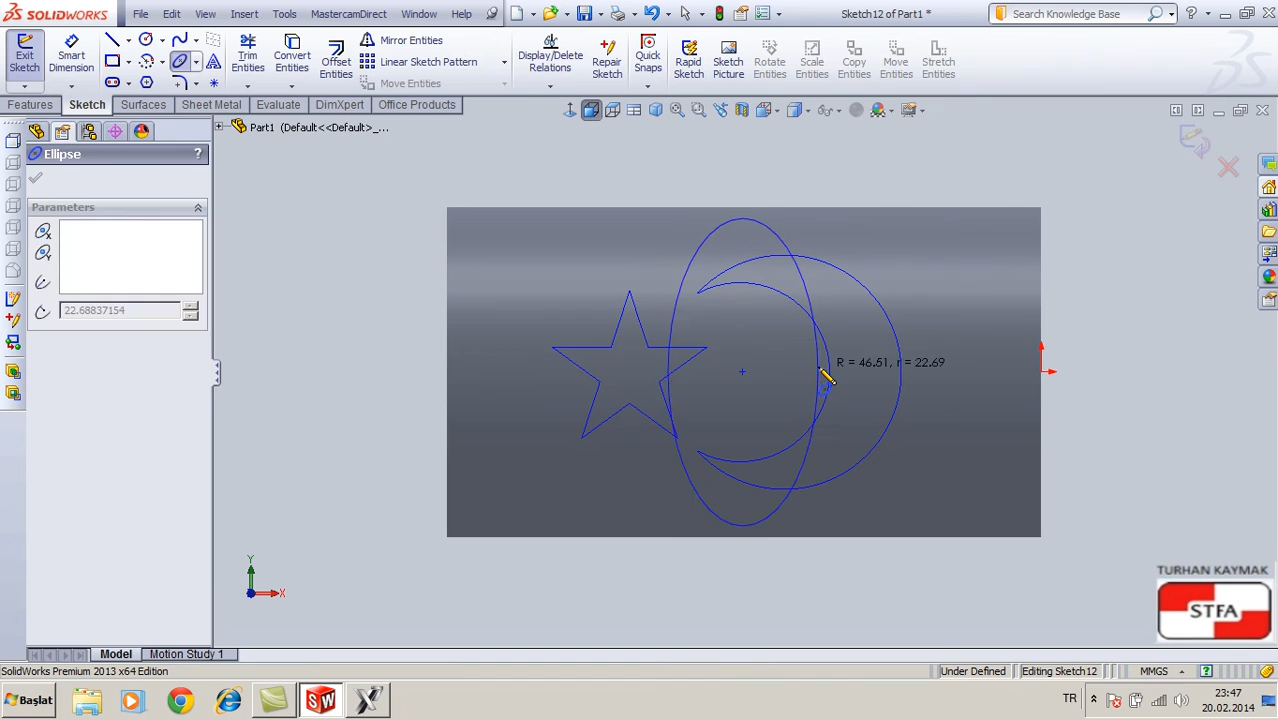 SOLIDWORKS
File
Edit
View
Insert
Tools
MastercamDirect
Window
Help
Sketch12 of Part1 *
Search Knowledge Base
Exit Sketch
Smart Dimension
Trim Entities
Convert Entities
Offset Entities
Mirror Entities
Linear Sketch Pattern
Move Entities
Display/Delete Relations
Repair Sketch
Quick Snaps
Rapid Sketch
Sketch Picture
Rotate Entities
Scale Entities
Copy Entities
Move Entities
Stretch Entities
Features
Sketch
Surfaces
Sheet Metal
Evaluate
DimXpert
Office Products
Part1 (Default<<Default>_...
Ellipse
?
Parameters
22.68837154
R = 46.51, r = 22.69
Y
X
TURHAN KAYMAK
STFA
Model
Motion Study 1
SolidWorks Premium 2013 x64 Edition
Under Defined
Editing Sketch12
MMGS
Başlat
SW
TR
23:47
20.02.2014